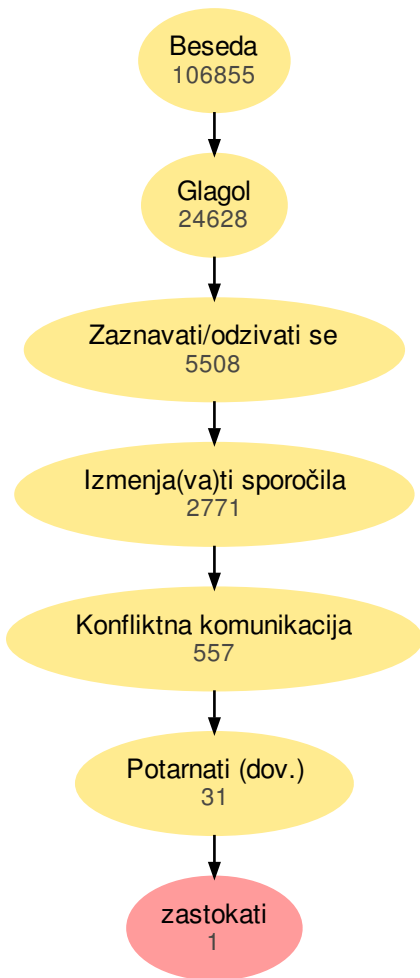 Beseda
106855
Glagol
24628
Zaznavati/odzivati se
5508
Izmenja(va)ti sporočila
2771
Konfliktna komunikacija
557
Potarnati (dov.)
31
zastokati
1